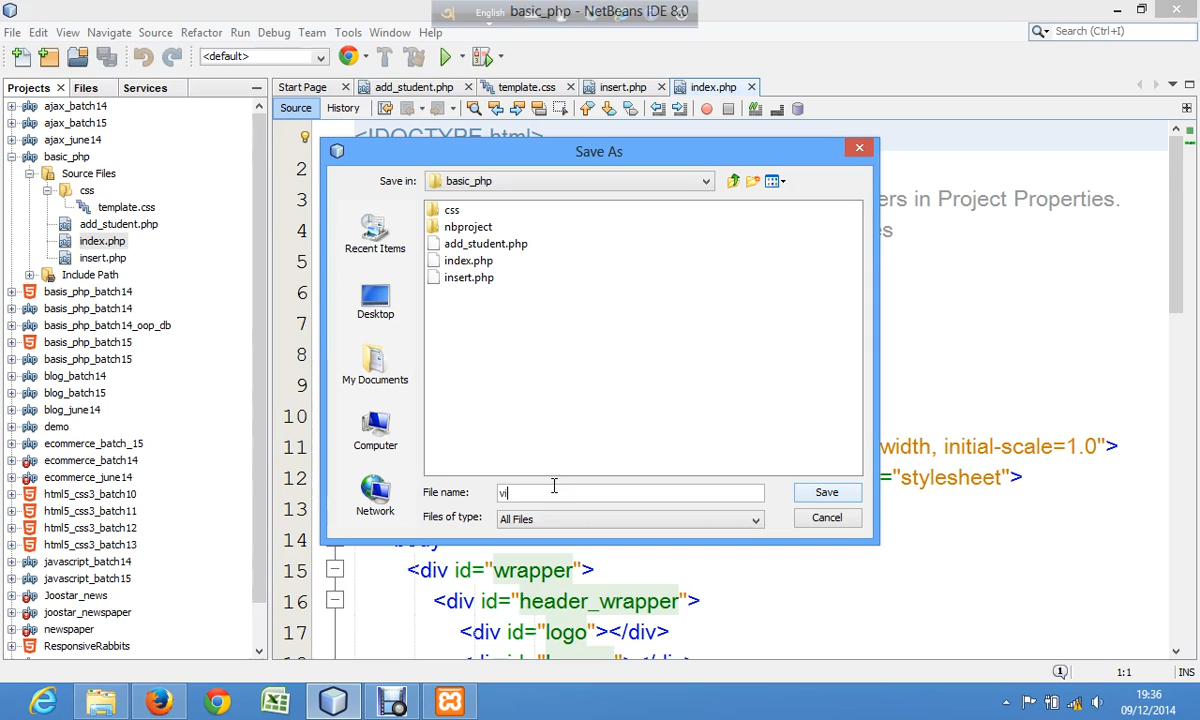 English
basic_php - NetBeans IDE 8.0
File Edit View Navigate Source Refactor Run Debug Team Tools Window Help
Search (Ctrl+I)
<default>
Projects Files Services
Start Page add_student.php template.css insert.php index.php
Source History
ajax_batch14
ajax_batch15
ajax_june14
basic_php
Source Files
css
template.css
add_student.php
index.php
insert.php
Include Path
basis_php_batch14
basis_php_batch14
basis_php_batch14_oop_db
basis_php_batch15
basis_php_batch15
blog_batch14
blog_batch15
blog_june14
demo
ecommerce_batch_15
ecommerce_batch14
ecommerce_june14
html5_css3_batch10
html5_css3_batch11
html5_css3_batch12
html5_css3_batch13
javascript_batch14
javascript_batch15
Joostar_news
joostar_newspaper
newspaper
ResponsiveRabbits
<!DOCTYPE html>
2
3 ers in Project Properties.
4 es
5
6
7
8
9
10
11 width, initial-scale=1.0">
12 ="stylesheet">
13
14
15 <div id="wrapper">
16 <div id="header_wrapper">
17 <div id="logo"></div>
Save As
Save in: basic_php
Recent Items
Desktop
My Documents
Computer
Network
css
nbproject
add_student.php
index.php
insert.php
File name: vi
Save
Files of type: All Files
Cancel
1:1 INS
19:36
09/12/2014